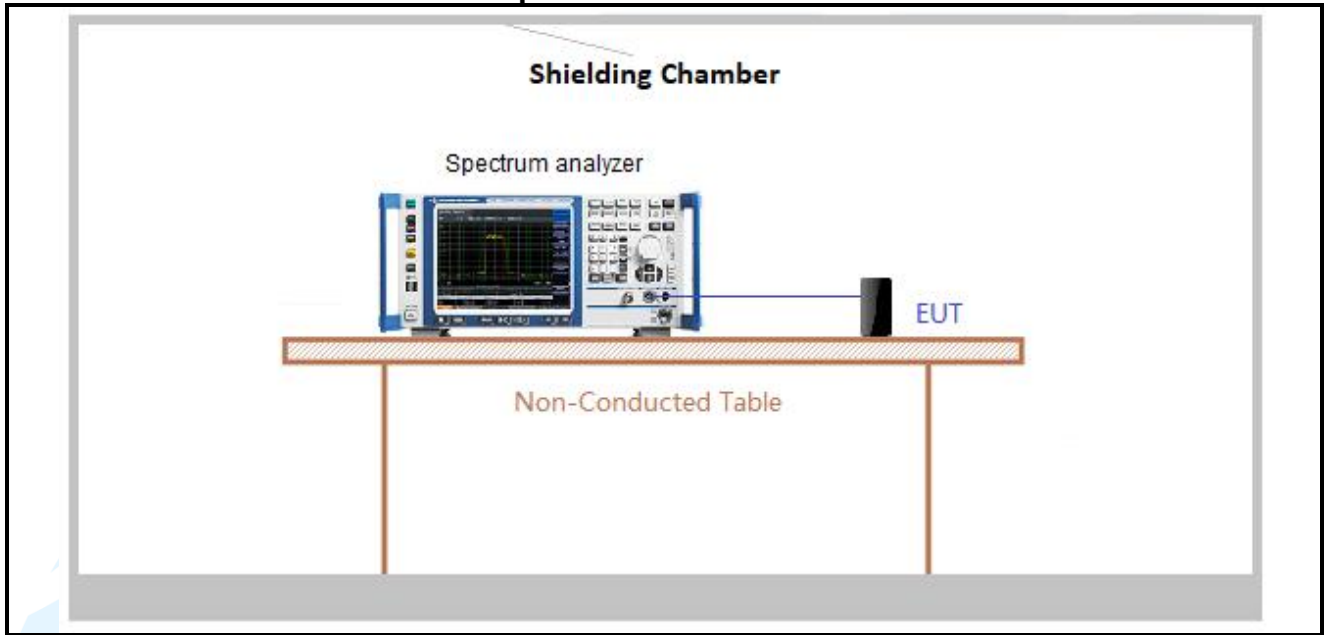 Shielding Chamber
Spectrum analyzer
EUT
Non-Conducted Table